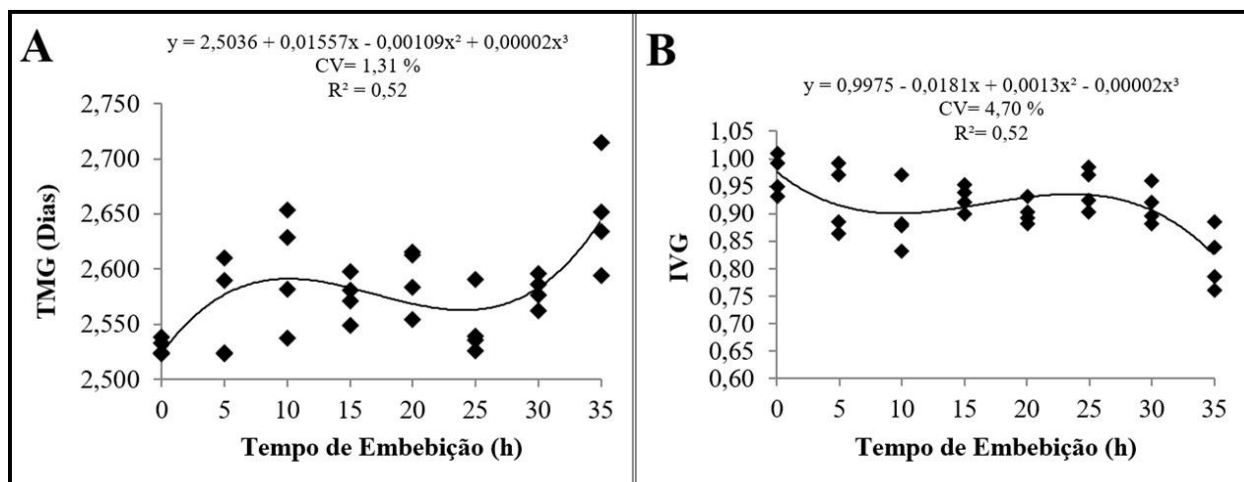 A
y = 2,5036 + 0,01557x - 0,00109x² + 0,00002x³
CV= 1,31 %
R² = 0,52
TMG (Dias)
2,750
2,700
2,650
2,600
2,550
2,500
0 5 10 15 20 25 30 35
Tempo de Embebição (h)
B
y = 0,9975 - 0,0181x + 0,0013x² - 0,00002x³
CV= 4,70 %
R²= 0,52
IVG
1,05
1,00
0,95
0,90
0,85
0,80
0,75
0,70
0,65
0,60
0 5 10 15 20 25 30 35
Tempo de Embebição (h)